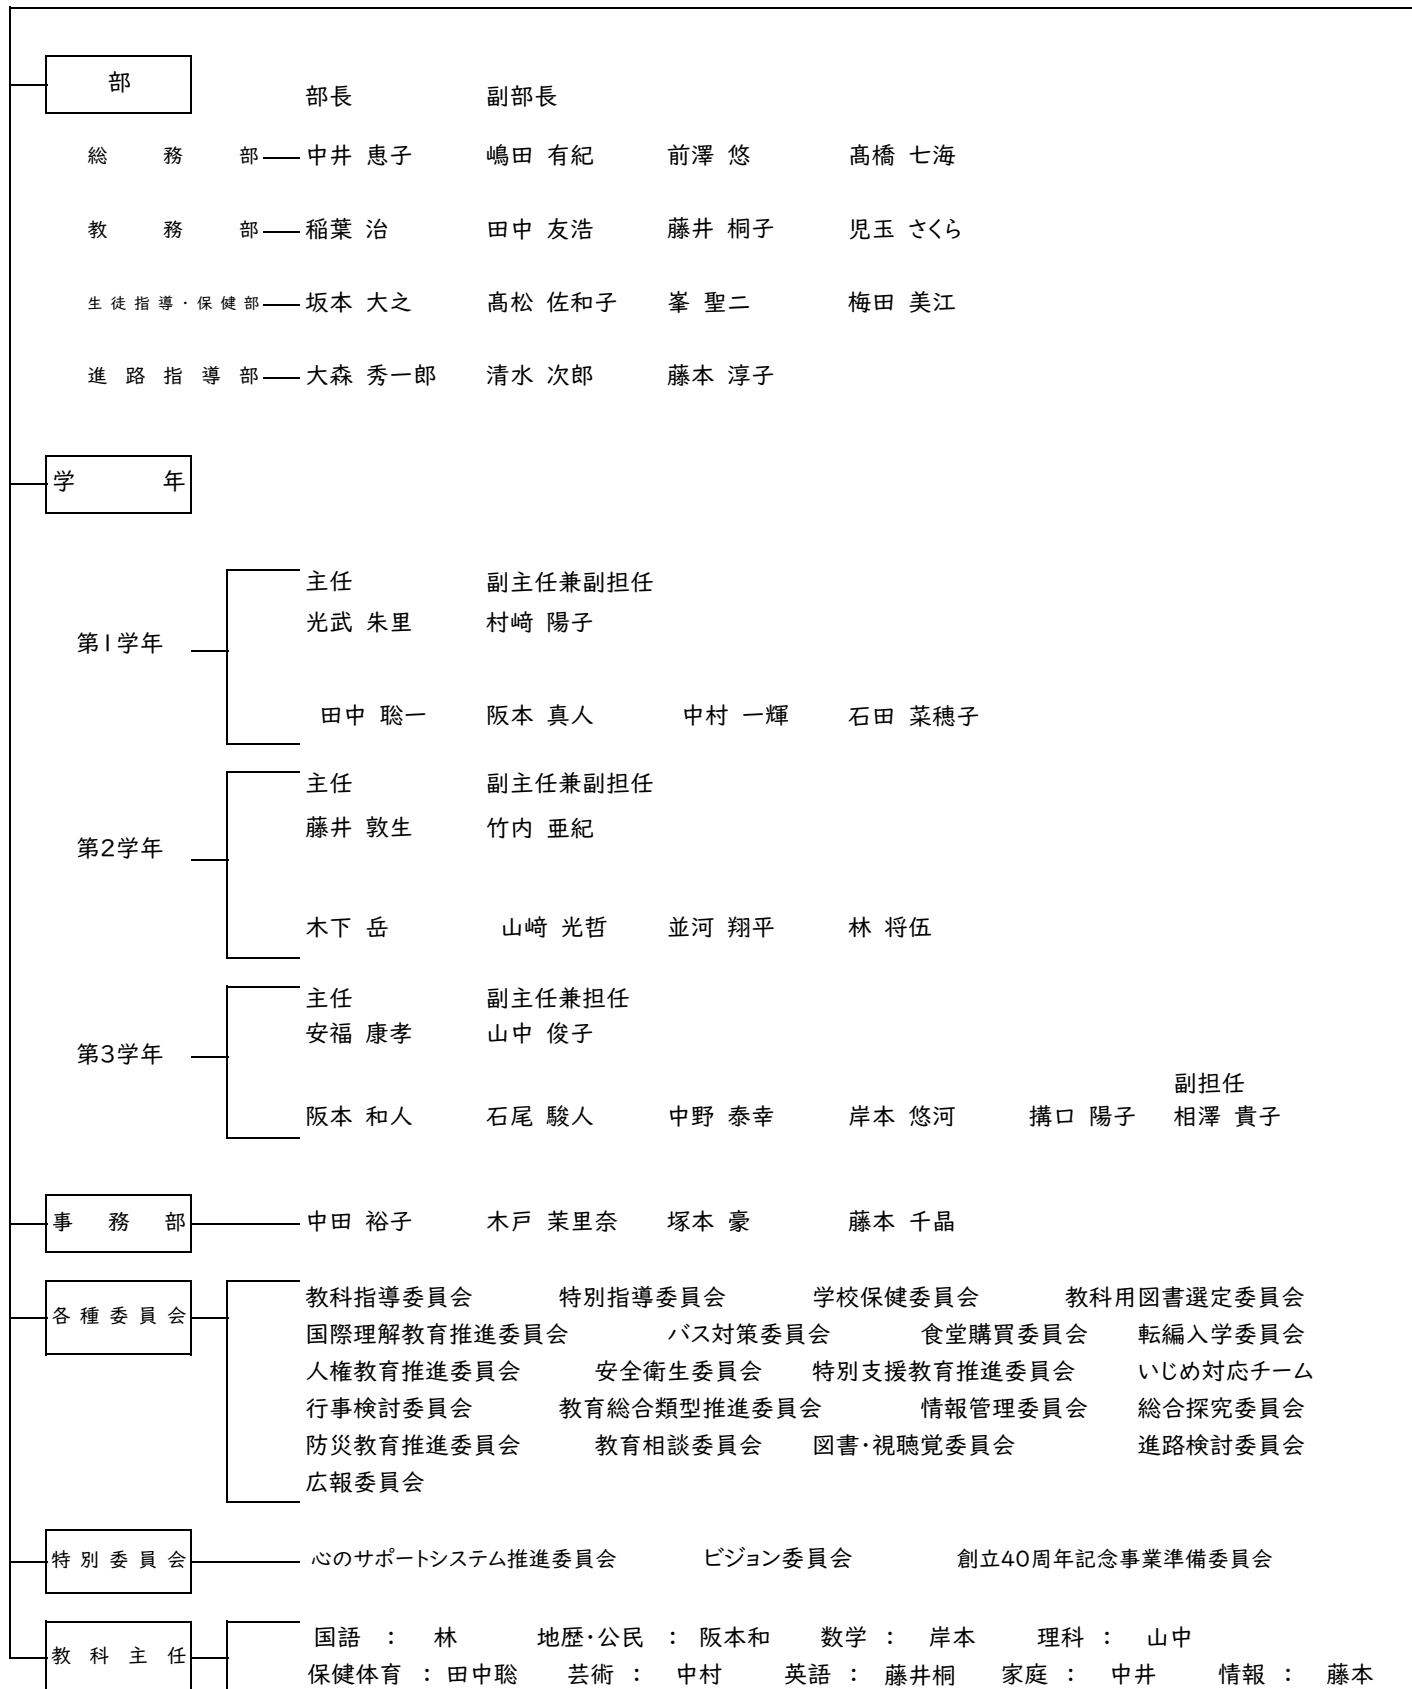 部
部長 副部長
総務部 中井 恵子 嶋田 有紀 前澤 悠 髙橋 七海
教務部 稲葉 治 田中 友浩 藤井 桐子 児玉 さくら
生徒指導・保健部 坂本 大之 髙松 佐和子 峯 聖二 梅田 美江
進路指導部 大森 秀一郎 清水 次郎 藤本 淳子
学年
主任 副主任兼副担任
光武 朱里 村﨑 陽子
第1学年
田中 聡一 阪本 真人 中村 一輝 石田 菜穂子
主任 副主任兼副担任
藤井 敦生 竹内 亜紀
第2学年
木下 岳 山﨑 光哲 並河 翔平 林 将伍
主任 副主任兼担任
安福 康孝 山中 俊子
第3学年
副担任
阪本 和人 石尾 駿人 中野 泰幸 岸本 悠河 搆口 陽子 相澤 貴子
事務部 中田 裕子 木戸 茉里奈 塚本 豪 藤本 千晶
各種委員会
教科指導委員会 特別指導委員会 学校保健委員会 教科用図書選定委員会
国際理解教育推進委員会 バス対策委員会 食堂購買委員会 転編入学委員会
人権教育推進委員会 安全衛生委員会 特別支援教育推進委員会 いじめ対応チーム
行事検討委員会 教育総合類型推進委員会 情報管理委員会 総合探究委員会
防災教育推進委員会 教育相談委員会 図書・視聴覚委員会 進路検討委員会
広報委員会
特別委員会 心のサポートシステム推進委員会 ビジョン委員会 創立40周年記念事業準備委員会
教科主任
国語 : 林 地歴・公民 : 阪本和 数学 : 岸本 理科 : 山中
保健体育 : 田中聡 芸術 : 中村 英語 : 藤井桐 家庭 : 中井 情報 : 藤本